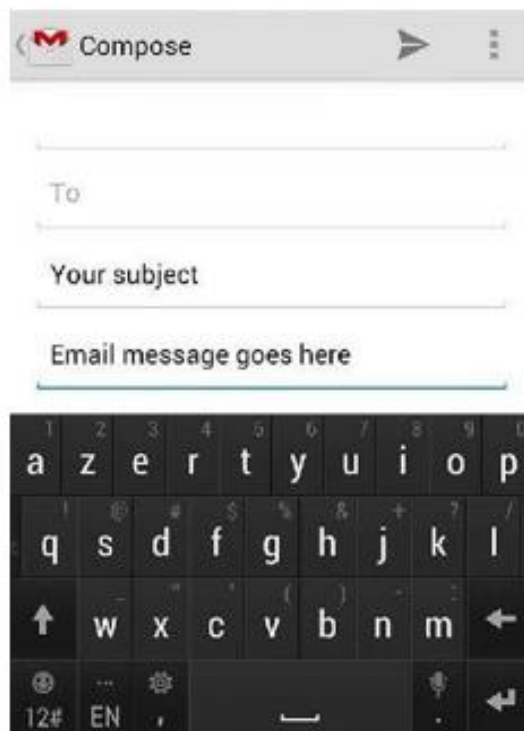 Compose
To
Your subject
Email message goes here
1 2 3 4 5 6 7 8 9 0
a z e r t y u i o p
! @ # $ % & + ? /
q s d f g h j k l
_ " ' ( ) - :
w x c v b n m
...
12# EN , .